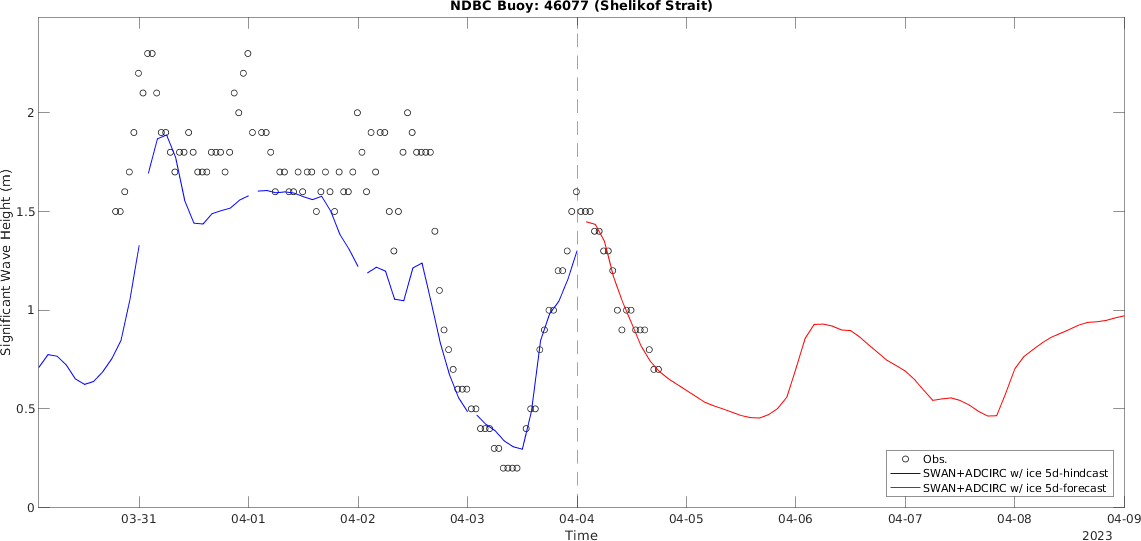 NDBC Buoy: 46077 (Shelikof Strait)
Significant Wave Height (m)
2
1.5
1
0.5
0
03-31 04-01 04-02 04-03 04-04 04-05 04-06 04-07 04-08 04-09
Time
2023
Obs.
SWAN+ADCIRC w/ ice 5d-hindcast
SWAN+ADCIRC w/ ice 5d-forecast